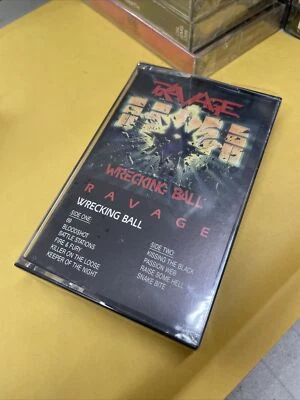 RAVAGE
WRECKING BALL
RAVAGE
WRECKING BALL
SIDE ONE:
69
BLOODSHOT
BATTLE STATIONS
FIRE & FURY
KILLER ON THE LOOSE
KEEPER OF THE NIGHT
SIDE TWO:
KISSING THE BLACK
PASSION WEB
RAISE SOME HELL
SNAKE BITE